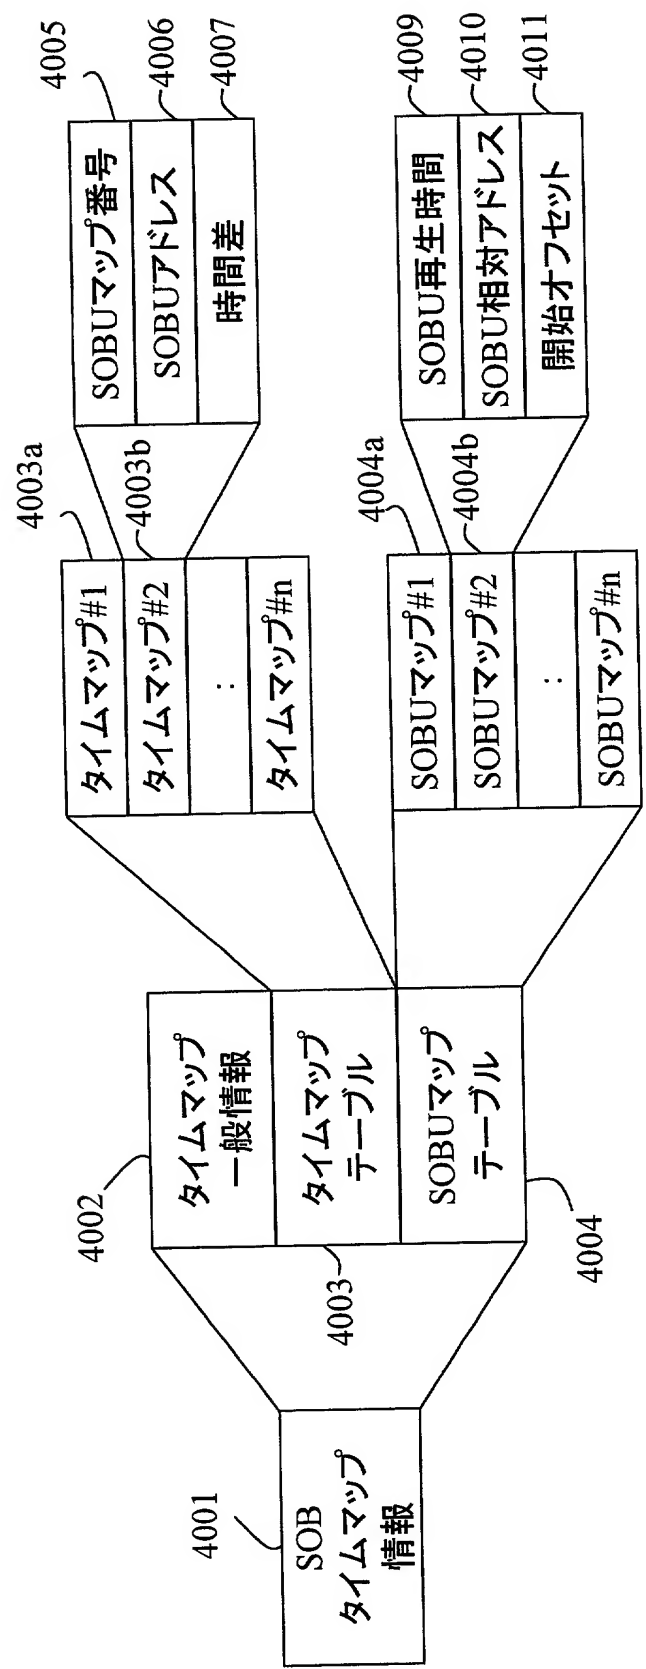 4001
SOB
タイムマップ
情報
4002
タイムマップ
一般情報
タイムマップ
テーブル
4003
SOBUマップ
テーブル
4004
4003a
タイムマップ#1
4003b
タイムマップ#2
:
タイムマップ#n
4004a
SOBUマップ#1
4004b
SOBUマップ#2
:
SOBUマップ#n
4005
SOBUマップ番号
4006
SOBUアドレス
4007
時間差
4009
SOBU再生時間
4010
SOBU相対アドレス
4011
開始オフセット